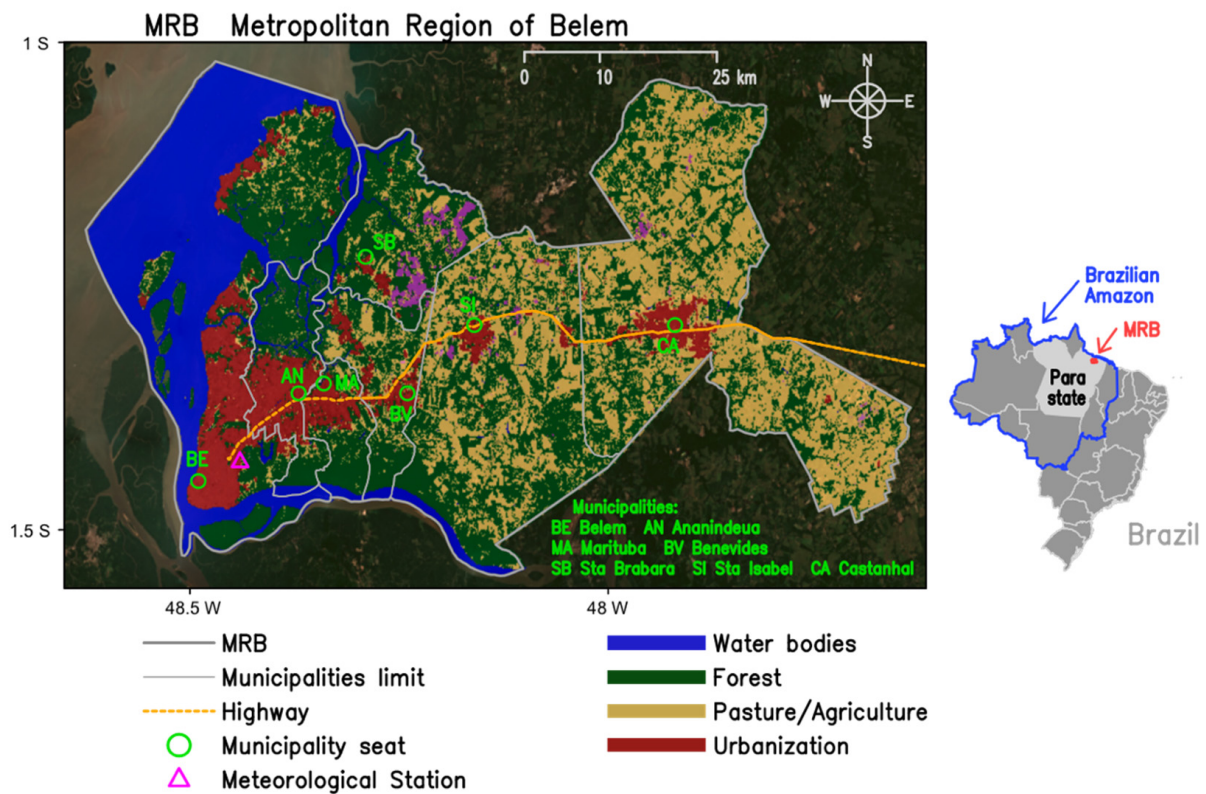 MRB Metropolitan Region of Belem
1 S
0 10 25 km
N
W E
S
SB
SI
CA
AN
MA
BV
BE
Municipalities:
BE Belem AN Ananindeua
MA Marituba BV Benevides
SB Sta Brabara SI Sta Isabel CA Castanhal
1.5 S
48.5 W
48 W
Brazilian
Amazon
MRB
Para
state
Brazil
MRB
Municipalities limit
Highway
Municipality seat
Meteorological Station
Water bodies
Forest
Pasture/Agriculture
Urbanization